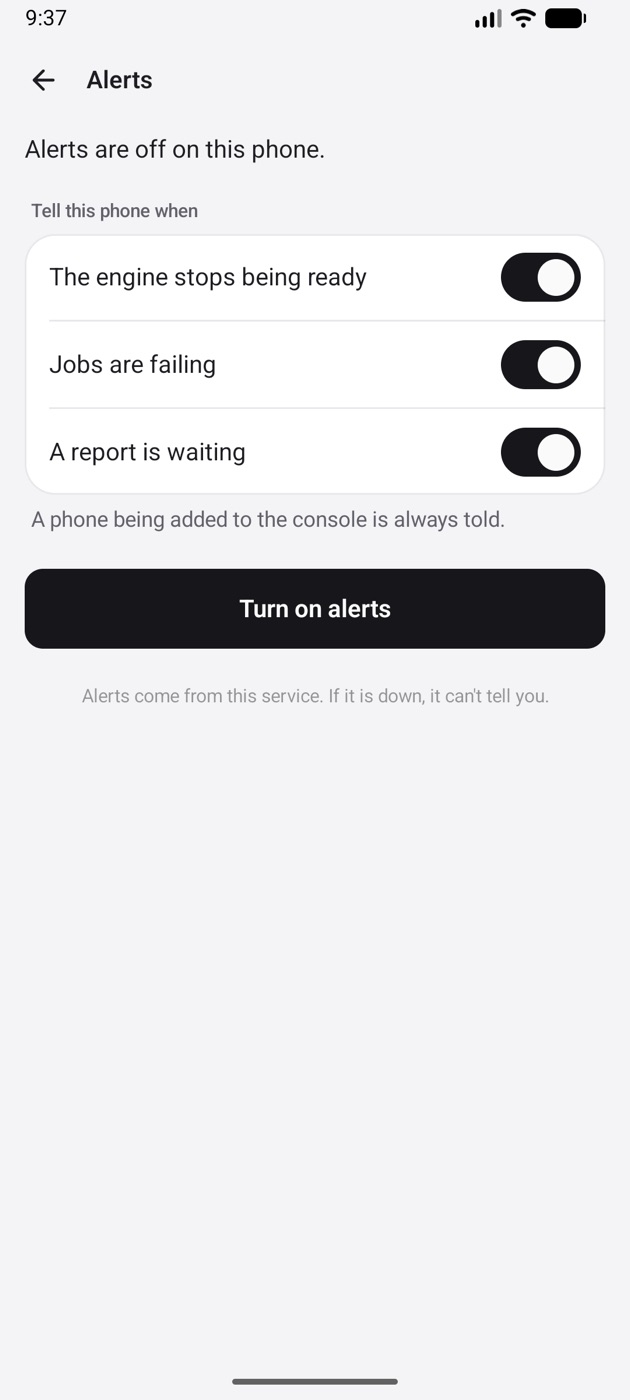 9:37
Alerts
Alerts are off on this phone.
Tell this phone when
The engine stops being ready
Jobs are failing
A report is waiting
A phone being added to the console is always told.
Turn on alerts
Alerts come from this service. If it is down, it can't tell you.